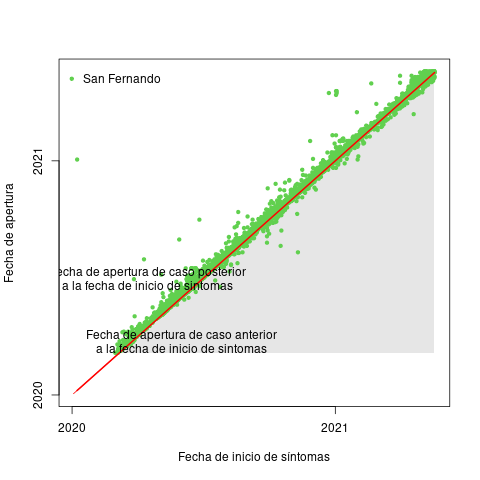 San Fernando
echa de apertura de caso posterior
a la fecha de inicio de síntomas
Fecha de apertura de caso anterior
a la fecha de inicio de sintomas
Fecha de apertura
2021
2020
2020
2021
Fecha de inicio de síntomas